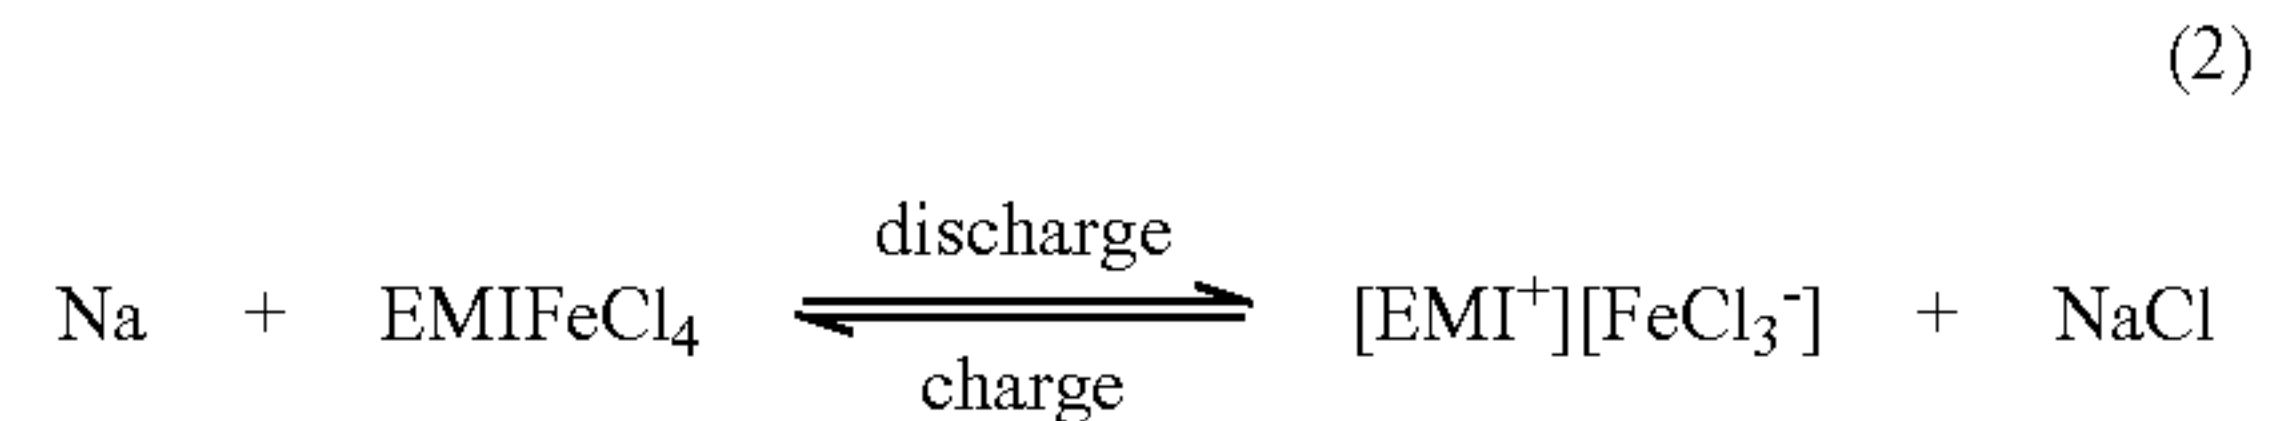 (2)
discharge
Na + EMIFeCl₄ ⇌ [EMI⁺][FeCl₃⁻] + NaCl
charge